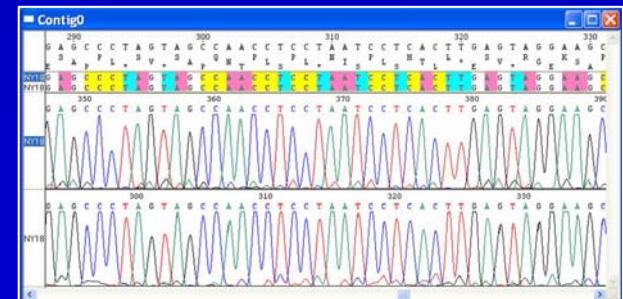 Contig0
290 300 310 320 330
G A G C C C T A G T A G C C A A C C T C C T A A T C C T C A C T T G A G T A G G A A G C
NY18 G A G C C C T A G T A G C C A A C C T C C T A A T C C T C A C T T G A G T A G G A A G C
NY18 G A G C C C T A G T A G C C A A C C T C C T A A T C C T C A C T T G A G T A G G A A G C
350 360 370 380 390
G A G C C C T A G T A G C C A A C C T C C T A A T C C T C A C T T G A G T A G G A A G C
NY18
300 310 320 330
G A G C C C T A G T A G C C A A C C T C C T A A T C C T C A C T T G A G T A G G A A G C
NY18